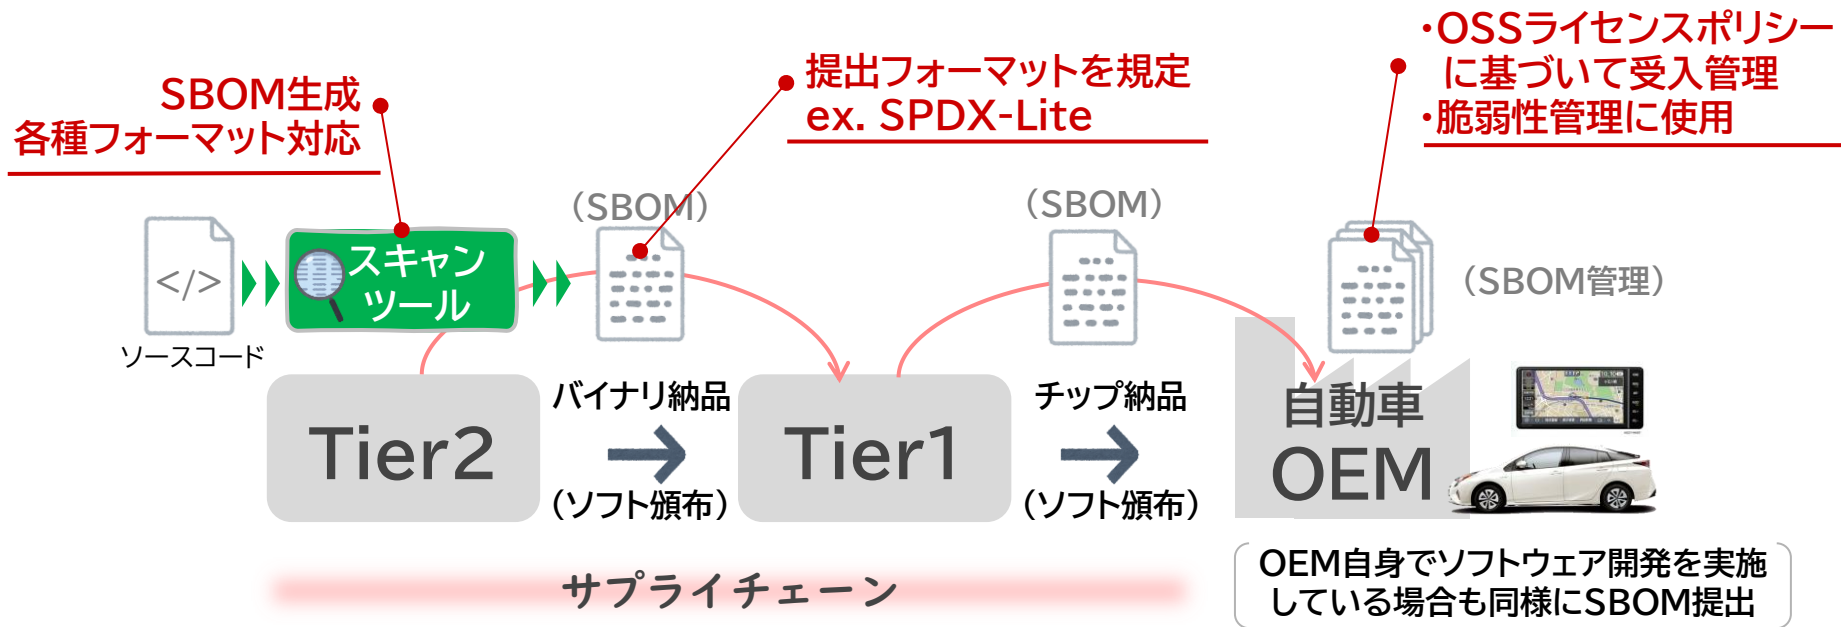 SBOM生成
各種フォーマット対応
提出フォーマットを規定
ex. SPDX-Lite
・OSSライセンスポリシー
に基づいて受入管理
・脆弱性管理に使用
(SBOM)
(SBOM)
(SBOM管理)
</>
スキャン
ツール
ソースコード
Tier2
バイナリ納品
(ソフト頒布)
Tier1
チップ納品
(ソフト頒布)
自動車
OEM
サプライチェーン
OEM自身でソフトウェア開発を実施
している場合も同様にSBOM提出